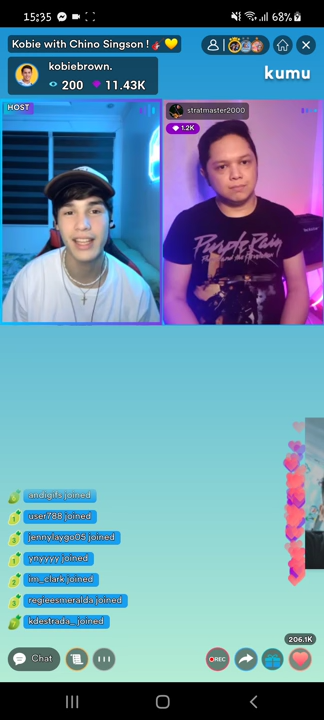 15:35
68%
Kobie with Chino Singson !
kobiebrown.
200 11.43K
kumu
HOST
stratmaster2000
1.2K
Purple Rain
andigifs joined
user788 joined
jennylaygo05 joined
ynyyyy joined
im_clark joined
regieesmeralda joined
kdestrada_ joined
206.1K
Chat
REC